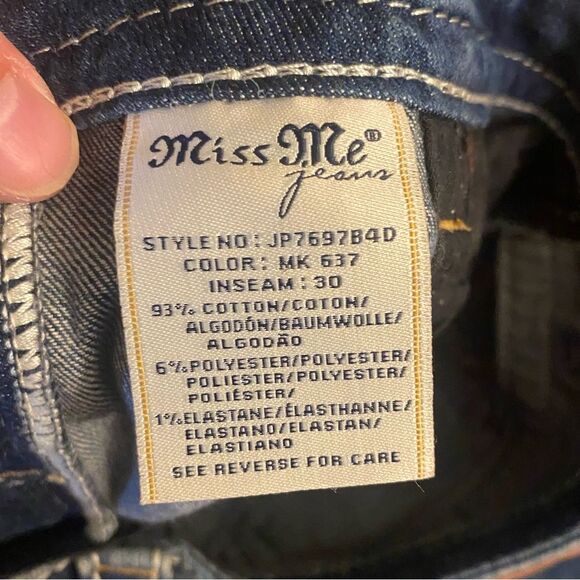 Miss Me®
jeans
STYLE NO: JP7697B4D
COLOR: MK 637
INSEAM: 30
93% COTTON/COTON/
ALGODÓN/BAUMWOLLE/
ALGODÃO
6% POLYESTER/POLYESTER/
POLIESTER/POLYESTER/
POLIÉSTER/
1% ELASTANE/ÉLASTHANNE/
ELASTANO/ELASTAN/
ELASTIANO
SEE REVERSE FOR CARE